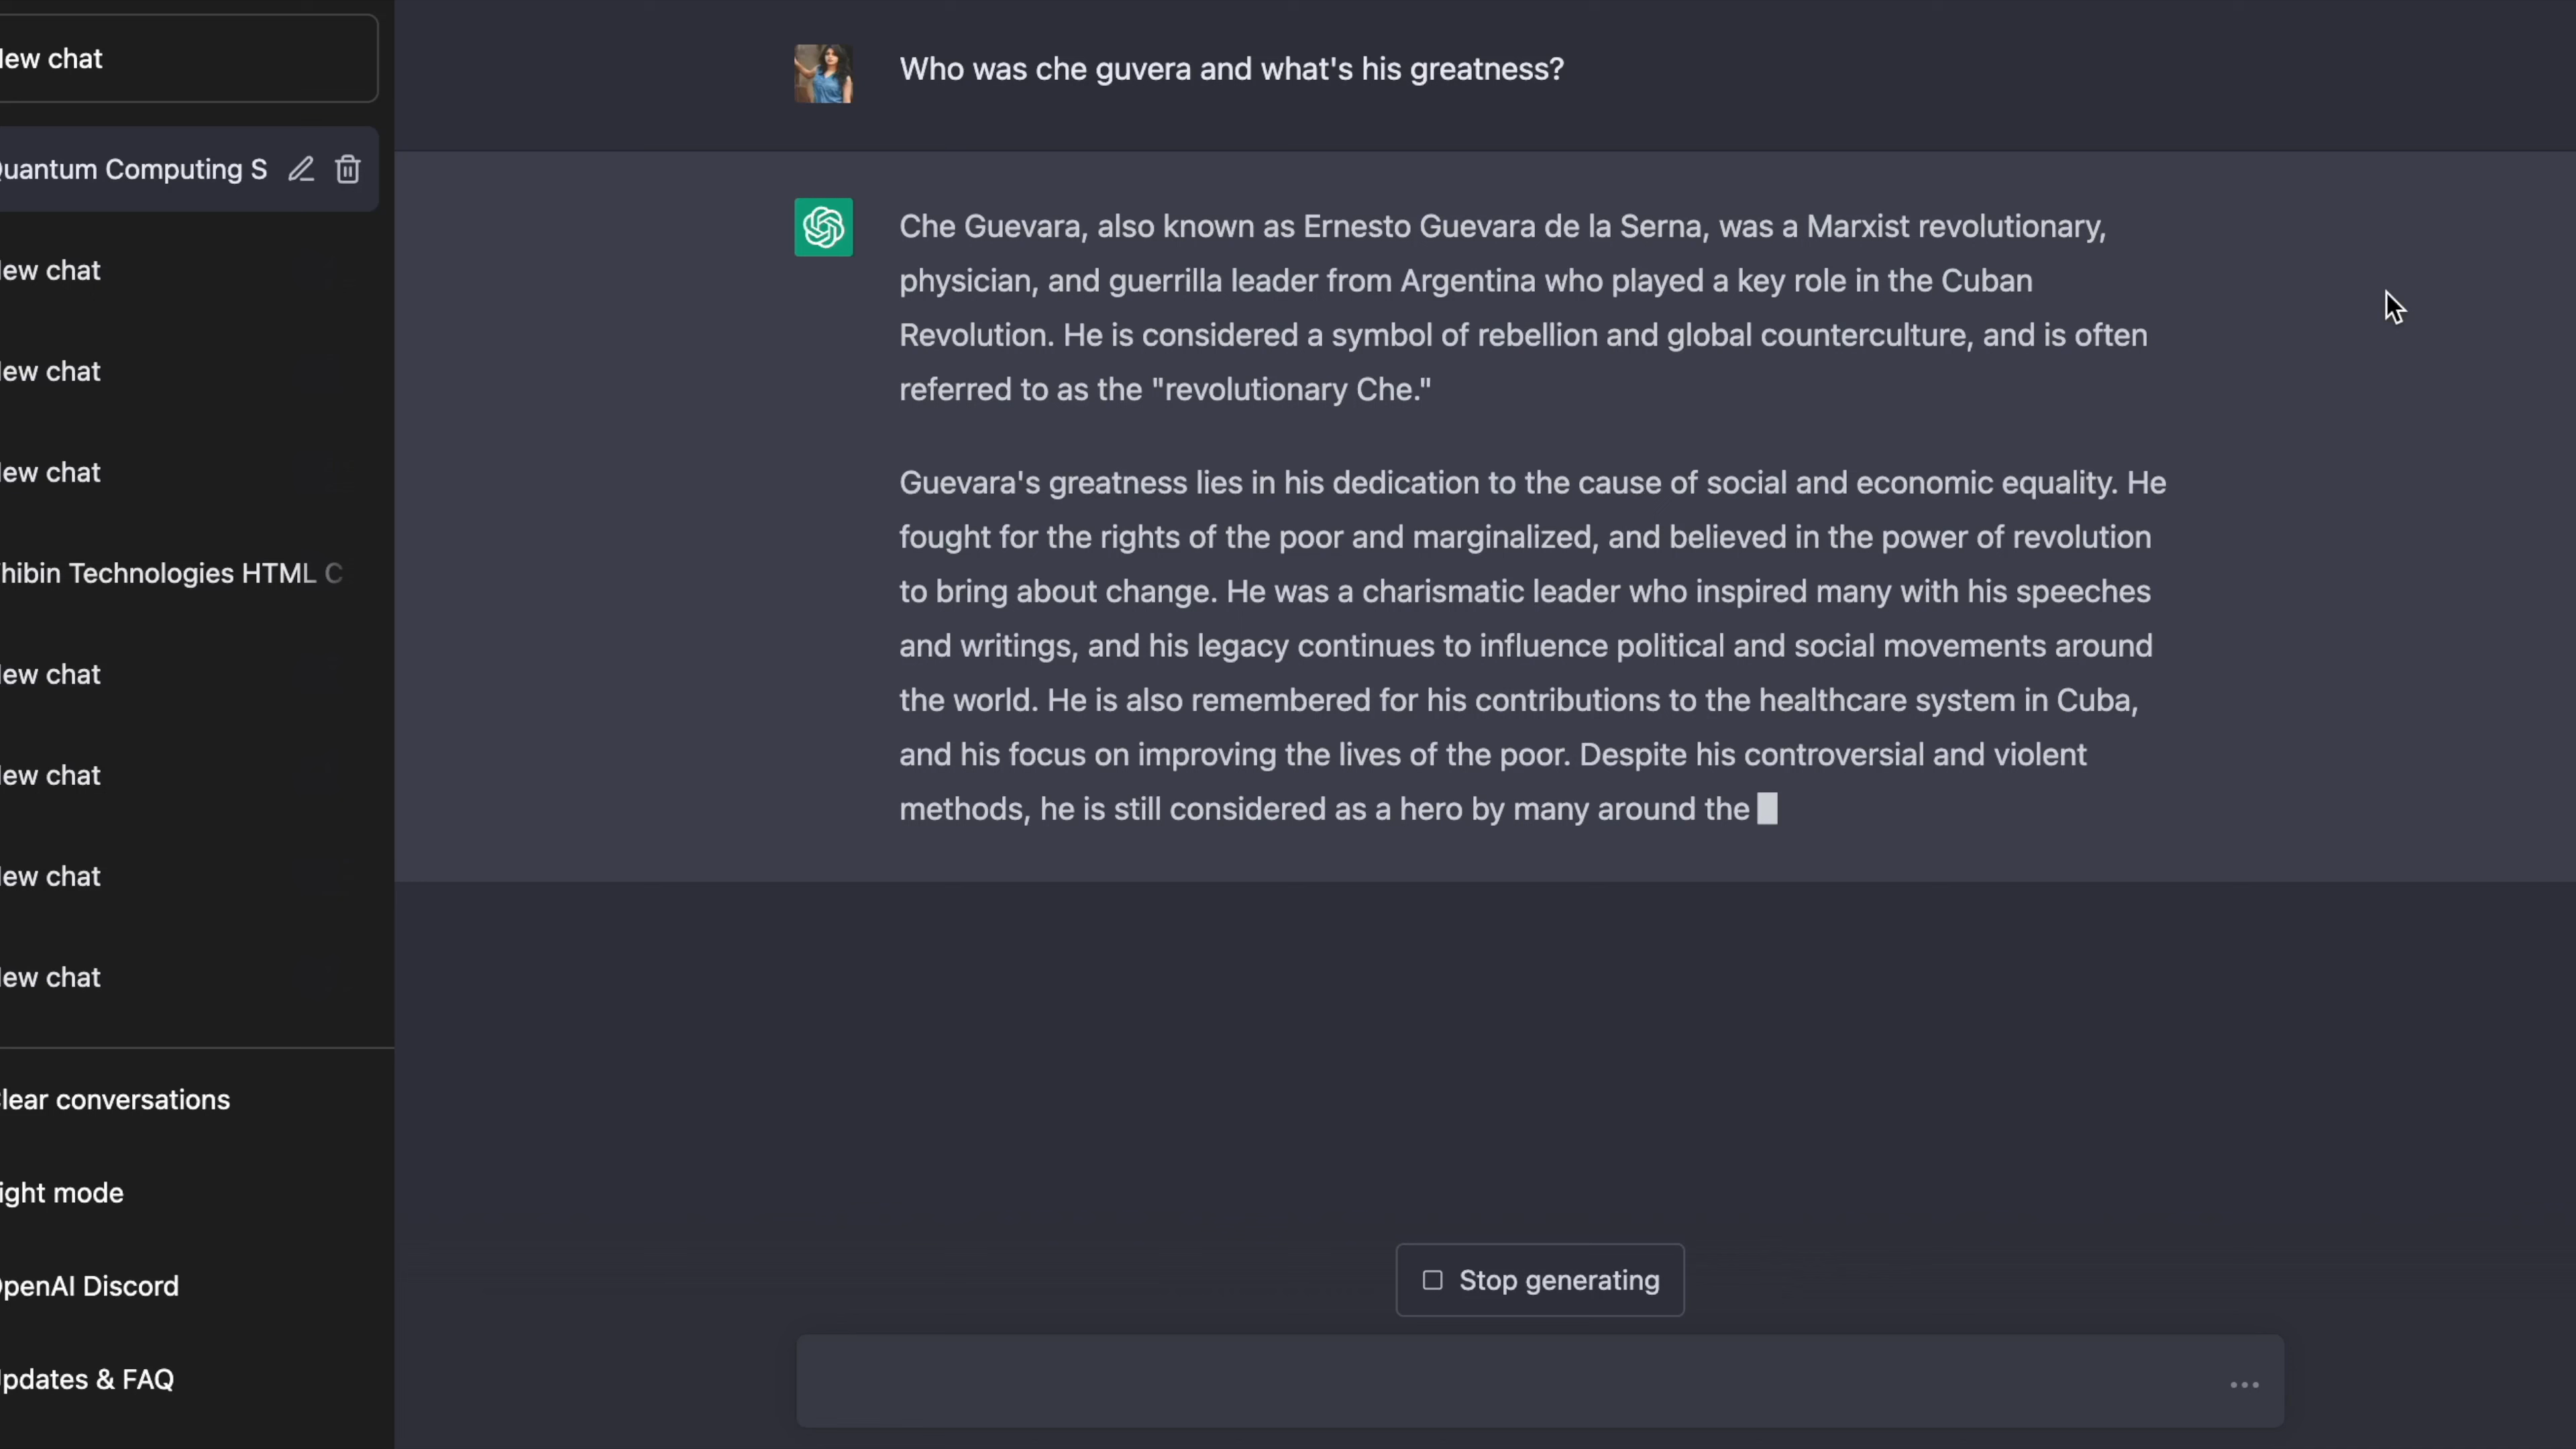 ew chat
uantum Computing S
ew chat
ew chat
ew chat
hibin Technologies HTML C
ew chat
ew chat
ew chat
ew chat
lear conversations
ight mode
penAI Discord
pdates & FAQ
Who was che guvera and what's his greatness?
Che Guevara, also known as Ernesto Guevara de la Serna, was a Marxist revolutionary,
physician, and guerrilla leader from Argentina who played a key role in the Cuban
Revolution. He is considered a symbol of rebellion and global counterculture, and is often
referred to as the "revolutionary Che."
Guevara's greatness lies in his dedication to the cause of social and economic equality. He
fought for the rights of the poor and marginalized, and believed in the power of revolution
to bring about change. He was a charismatic leader who inspired many with his speeches
and writings, and his legacy continues to influence political and social movements around
the world. He is also remembered for his contributions to the healthcare system in Cuba,
and his focus on improving the lives of the poor. Despite his controversial and violent
methods, he is still considered as a hero by many around the
Stop generating